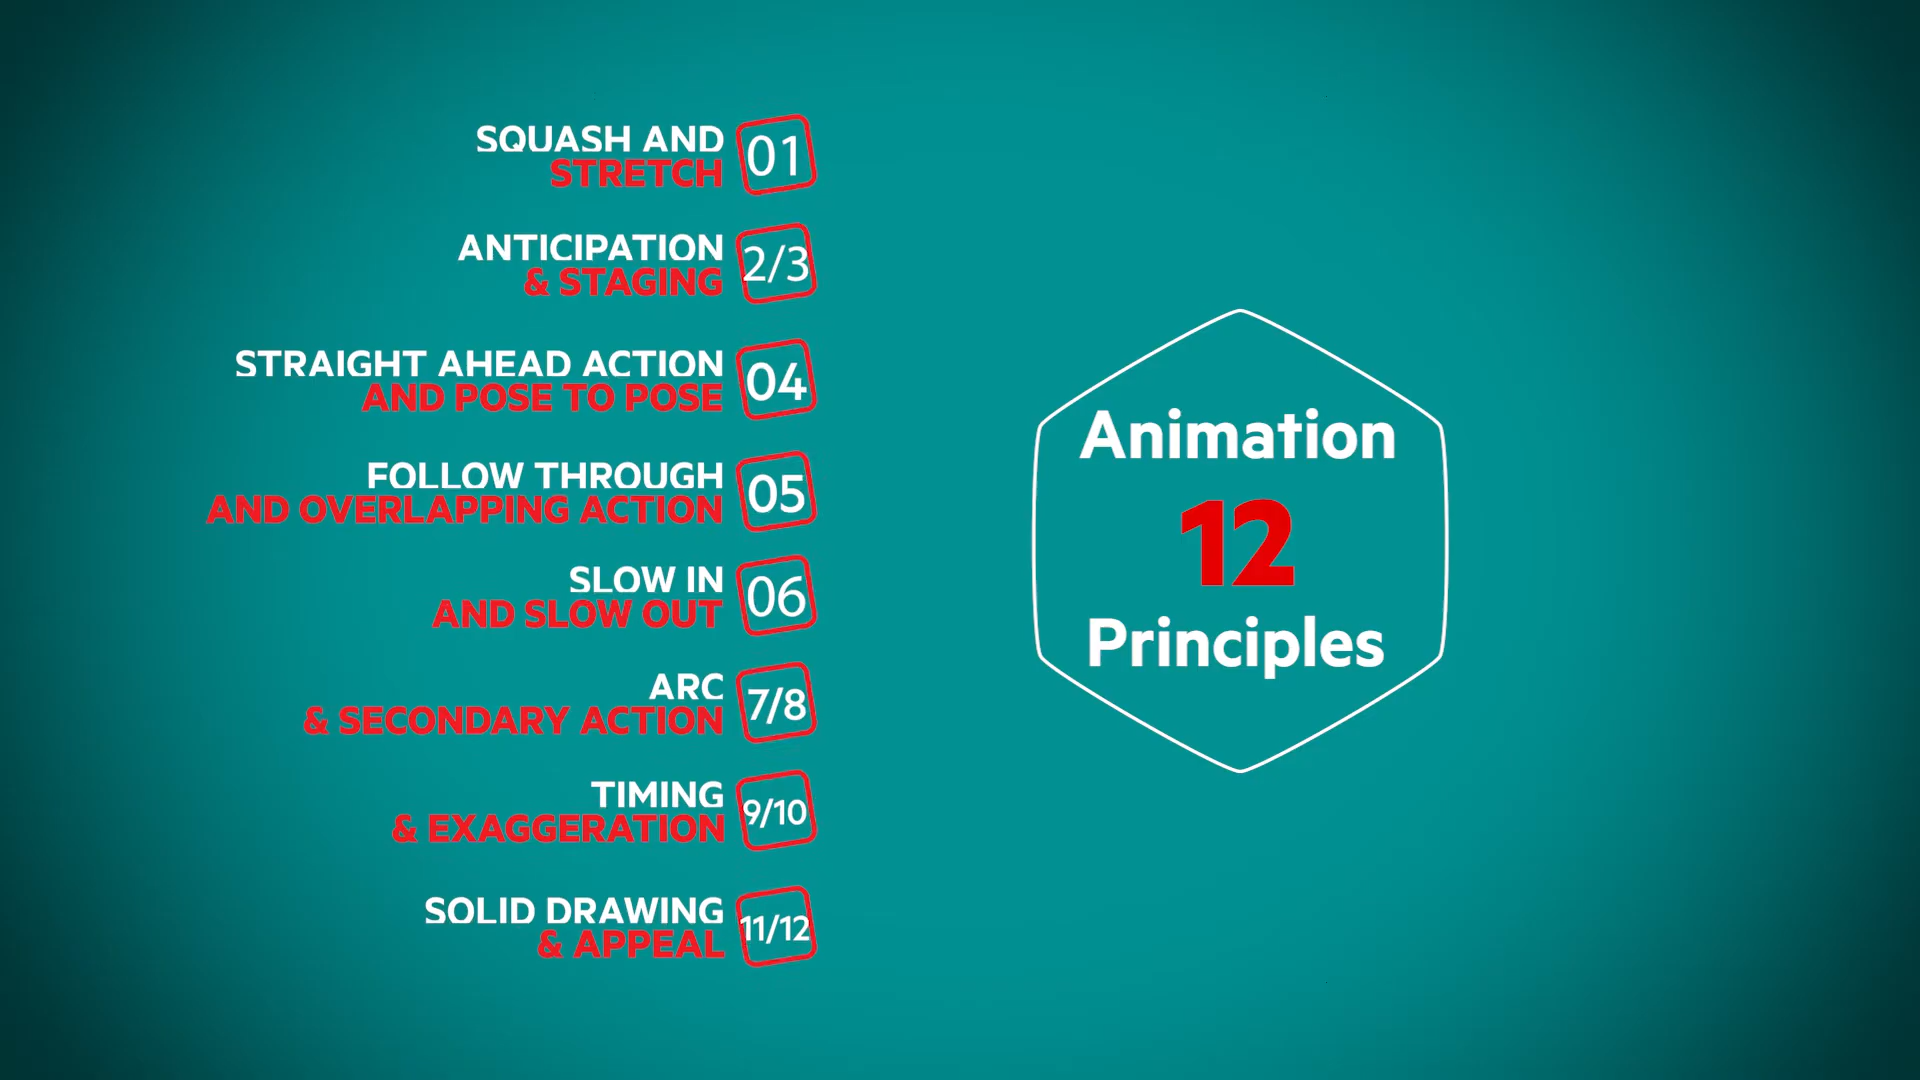 SQUASH AND
STRETCH
01
ANTICIPATION
& STAGING
2/3
STRAIGHT AHEAD ACTION
AND POSE TO POSE
04
FOLLOW THROUGH
AND OVERLAPPING ACTION
05
SLOW IN
AND SLOW OUT
06
ARC
& SECONDARY ACTION
7/8
TIMING
& EXAGGERATION
9/10
SOLID DRAWING
& APPEAL
11/12
Animation
12
Principles